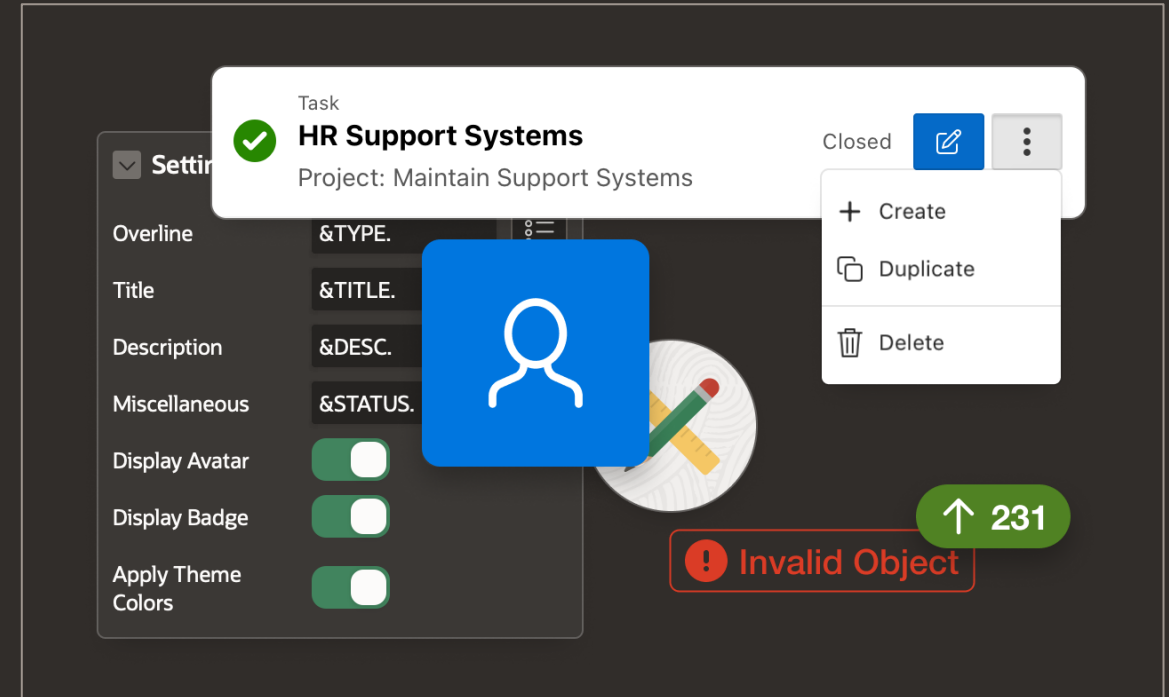 Task
HR Support Systems
Project: Maintain Support Systems
Closed
Create
Duplicate
Delete
Overline
&TYPE.
Title
&TITLE.
Description
&DESC.
Miscellaneous
&STATUS.
Display Avatar
Display Badge
Apply Theme
Colors
231
Invalid Object